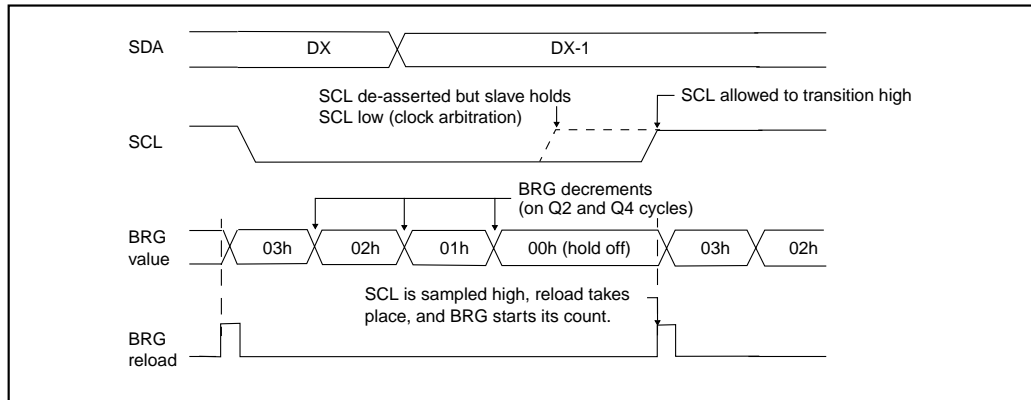 SDA
DX
DX-1
SCL de-asserted but slave holds
SCL low (clock arbitration)
SCL allowed to transition high
SCL
BRG decrements
(on Q2 and Q4 cycles)
BRG
value
03h
02h
01h
00h (hold off)
03h
02h
SCL is sampled high, reload takes
place, and BRG starts its count.
BRG
reload